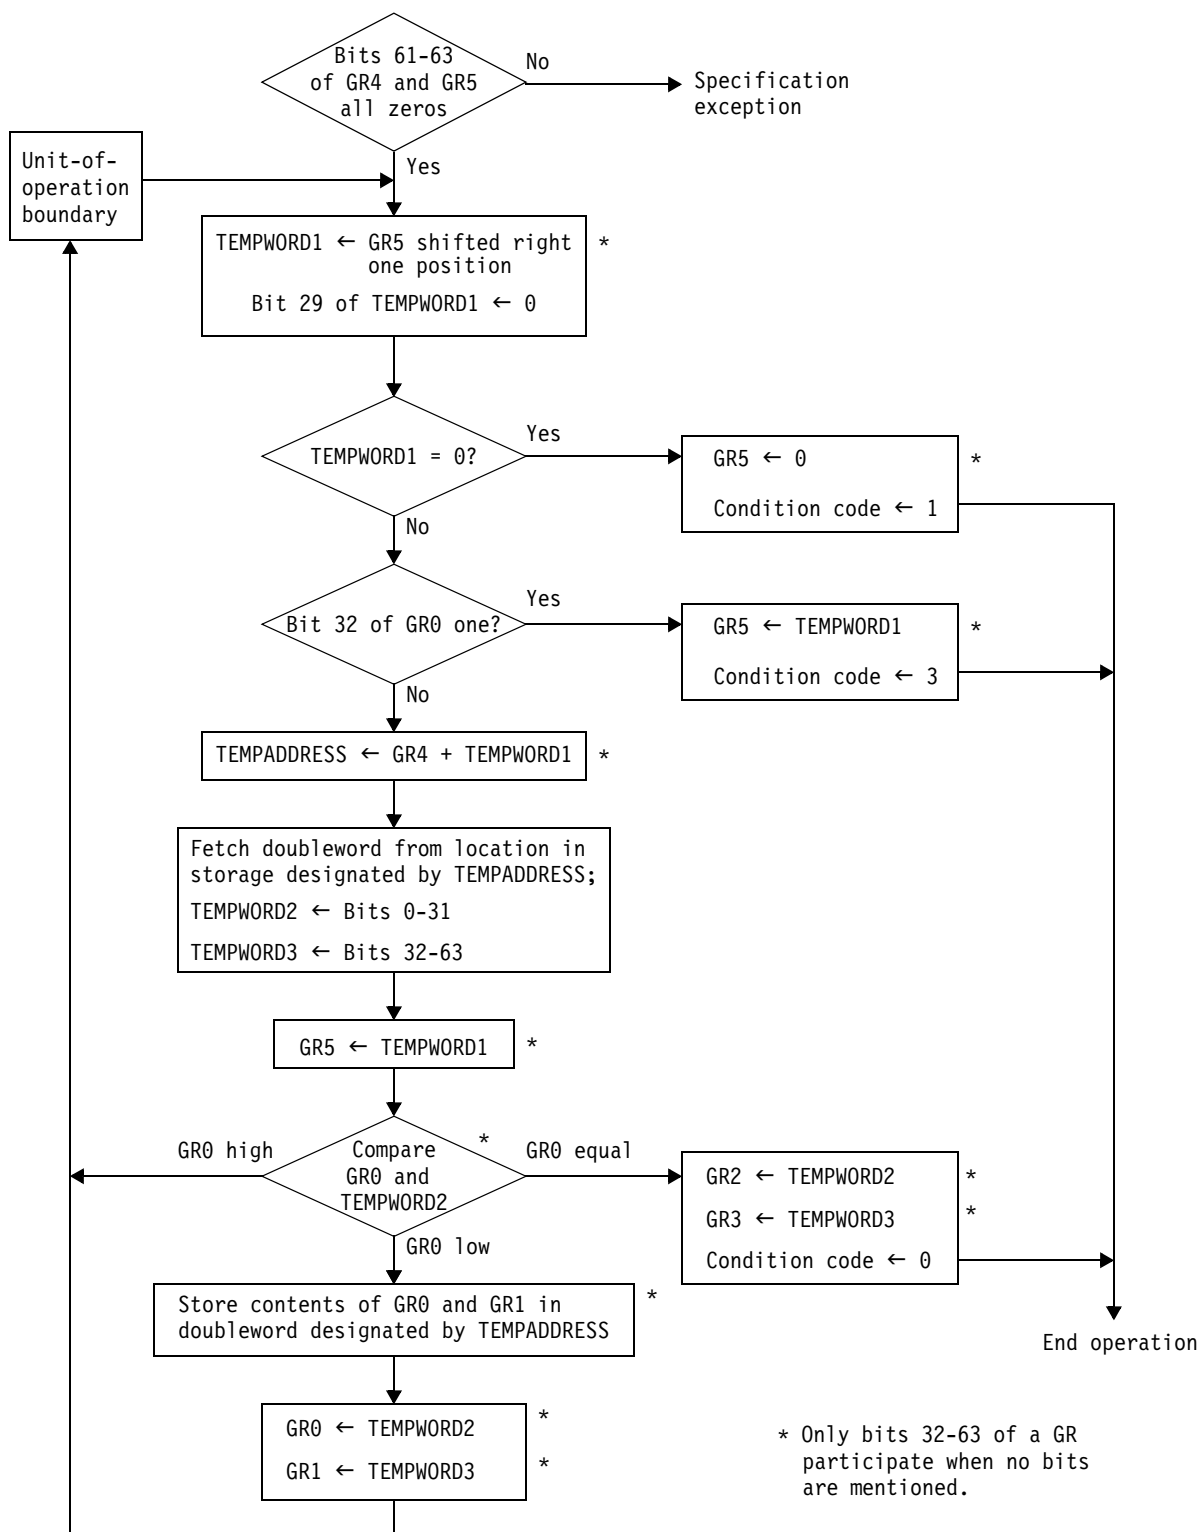 Bits 61-63
of GR4 and GR5
all zeros
No
Specification
exception
Yes
Unit-of-
operation
boundary
TEMPWORD1 ← GR5 shifted right
one position
*
Bit 29 of TEMPWORD1 ← 0
TEMPWORD1 = 0?
Yes
GR5 ← 0
*
Condition code ← 1
No
Bit 32 of GR0 one?
Yes
GR5 ← TEMPWORD1
*
Condition code ← 3
No
TEMPADDRESS ← GR4 + TEMPWORD1
*
Fetch doubleword from location in
storage designated by TEMPADDRESS;
TEMPWORD2 ← Bits 0-31
TEMPWORD3 ← Bits 32-63
GR5 ← TEMPWORD1
*
GR0 high
Compare
GR0 and
TEMPWORD2
*
GR0 equal
GR2 ← TEMPWORD2
*
GR3 ← TEMPWORD3
*
Condition code ← 0
GR0 low
Store contents of GR0 and GR1 in
doubleword designated by TEMPADDRESS
*
End operation
GR0 ← TEMPWORD2
*
GR1 ← TEMPWORD3
*
* Only bits 32-63 of a GR
participate when no bits
are mentioned.